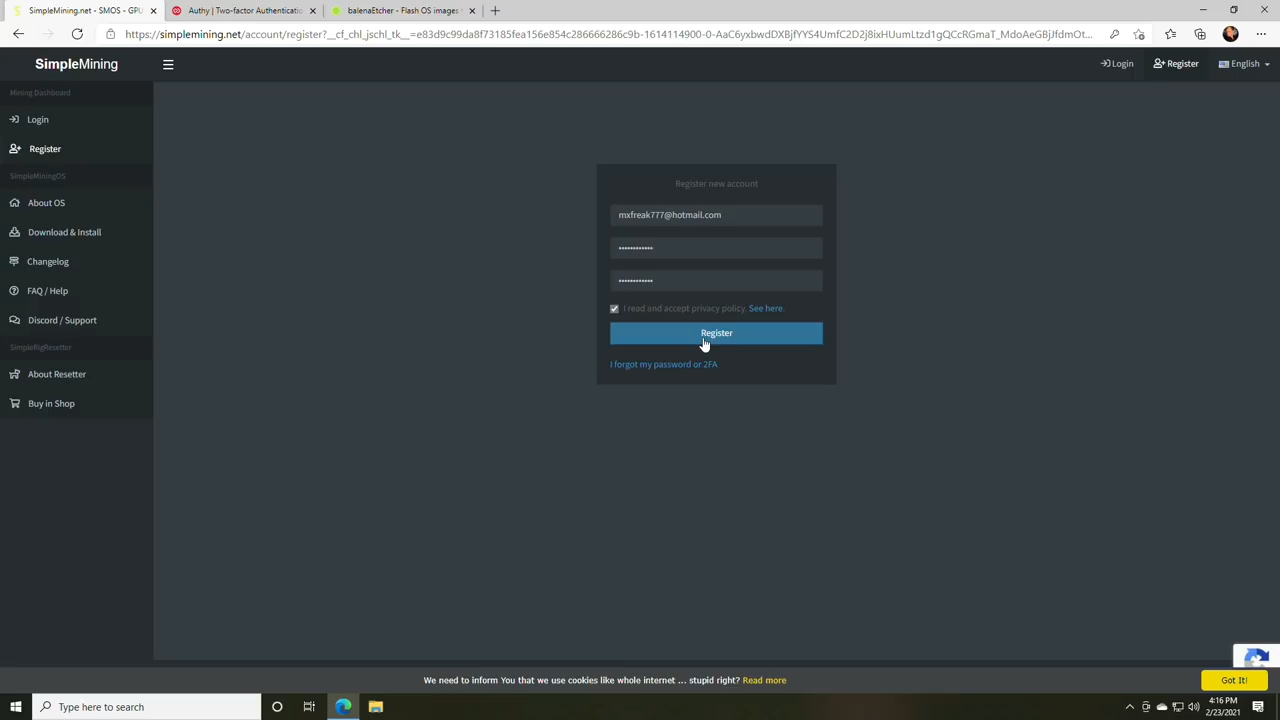 SimpleMining.net - SMOS - GPU
Authy | Two-factor Authenticatio
balenaEtcher - Flash OS images
https://simplemining.net/account/register?__cf_chl_jschl_tk__=e83d9c99da8f73185fea156e854c286666286c9b-1614114900-0-AaC6yxbwdDXBjfYYS4UmfC2D2j8ixHUumLtzd1gQCcRGmaT_MdoAeGBjJfdmOt...
SimpleMining
Login
Register
English
Mining Dashboard
Login
Register
SimpleMiningOS
About OS
Download & Install
Changelog
FAQ / Help
Discord / Support
SimpleRigResetter
About Resetter
Buy in Shop
Register new account
mxfreak777@hotmail.com
••••••••••••
••••••••••••
I read and accept privacy policy. See here.
Register
I forgot my password or 2FA
We need to inform You that we use cookies like whole internet ... stupid right? Read more
Got It!
Type here to search
4:16 PM
2/23/2021